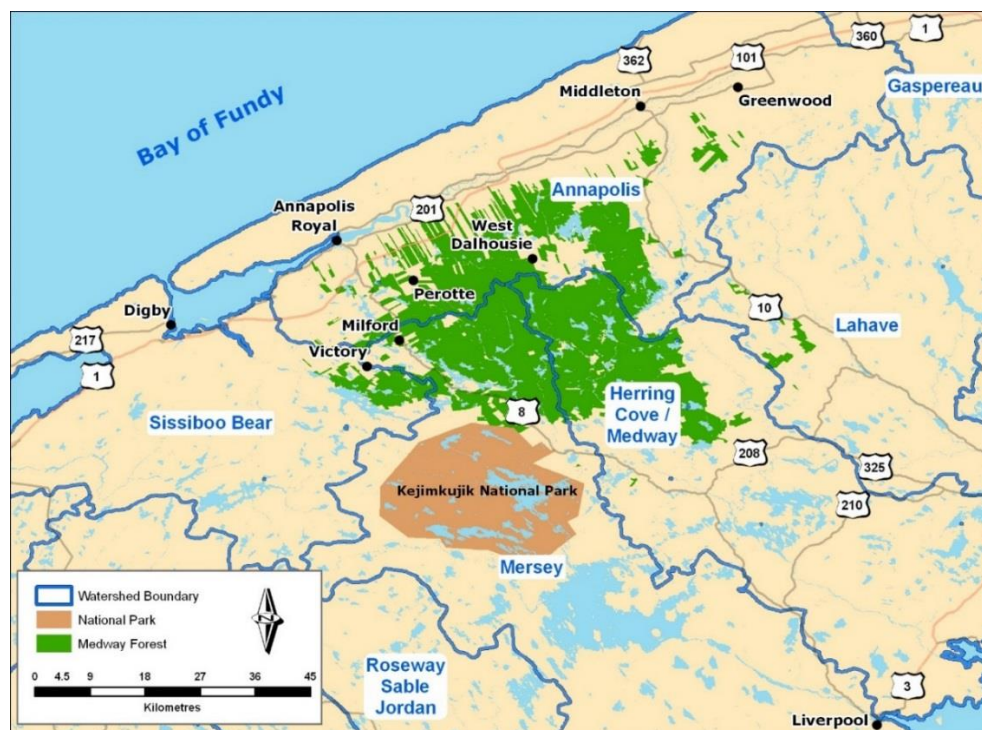 360
1
362
101
Middleton
Greenwood
Gaspereau
Bay of Fundy
Annapolis
Annapolis
Royal
201
West
Dalhousie
Perotte
Digby
Milford
10
217
Victory
Lahave
1
Herring
Cove /
Medway
8
Sissiboo Bear
208
325
Kejimkujik National Park
210
Mersey
Watershed Boundary
National Park
Medway Forest
0 4.5 9 18 27 36 45
Kilometres
Roseway
Sable
Jordan
3
Liverpool